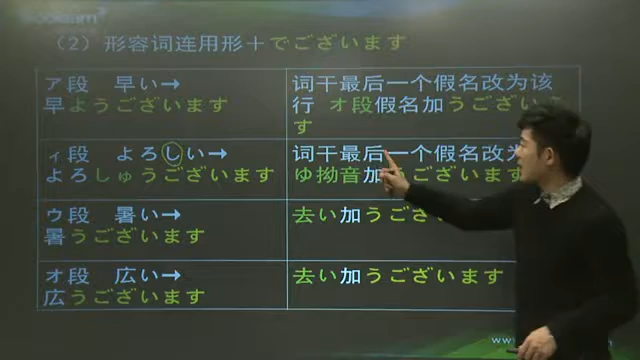 （2）形容词连用形＋でございます
ア段　早い→
早ようございます
词干最后一个假名改为该
行 オ段假名加うござい
す
ィ段　よろしい→
よろしゅうございます
词干最后一个假名改为
ゆ拗音加うございます
ウ段　暑い→
暑うございます
去い加うござい
オ段　広い→
広うございます
去い加うございます
www